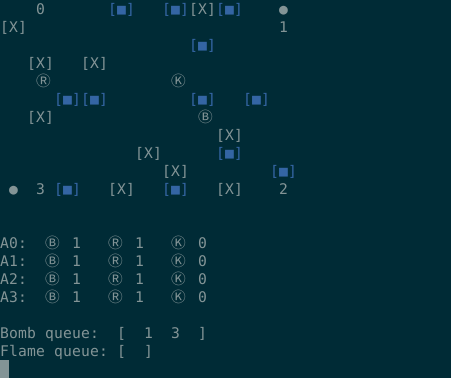 0 [■] [■][X][■] ●
[X] 1
[■]
[X] [X]
Ⓡ Ⓚ
[■][■] [■] [■]
[X] Ⓑ
[X]
[X] [■]
[X] [■]
● 3 [■] [X] [■] [X] 2
A0: Ⓑ 1 Ⓡ 1 Ⓚ 0
A1: Ⓑ 1 Ⓡ 1 Ⓚ 0
A2: Ⓑ 1 Ⓡ 1 Ⓚ 0
A3: Ⓑ 1 Ⓡ 1 Ⓚ 0
Bomb queue: [ 1 3 ]
Flame queue: [ ]